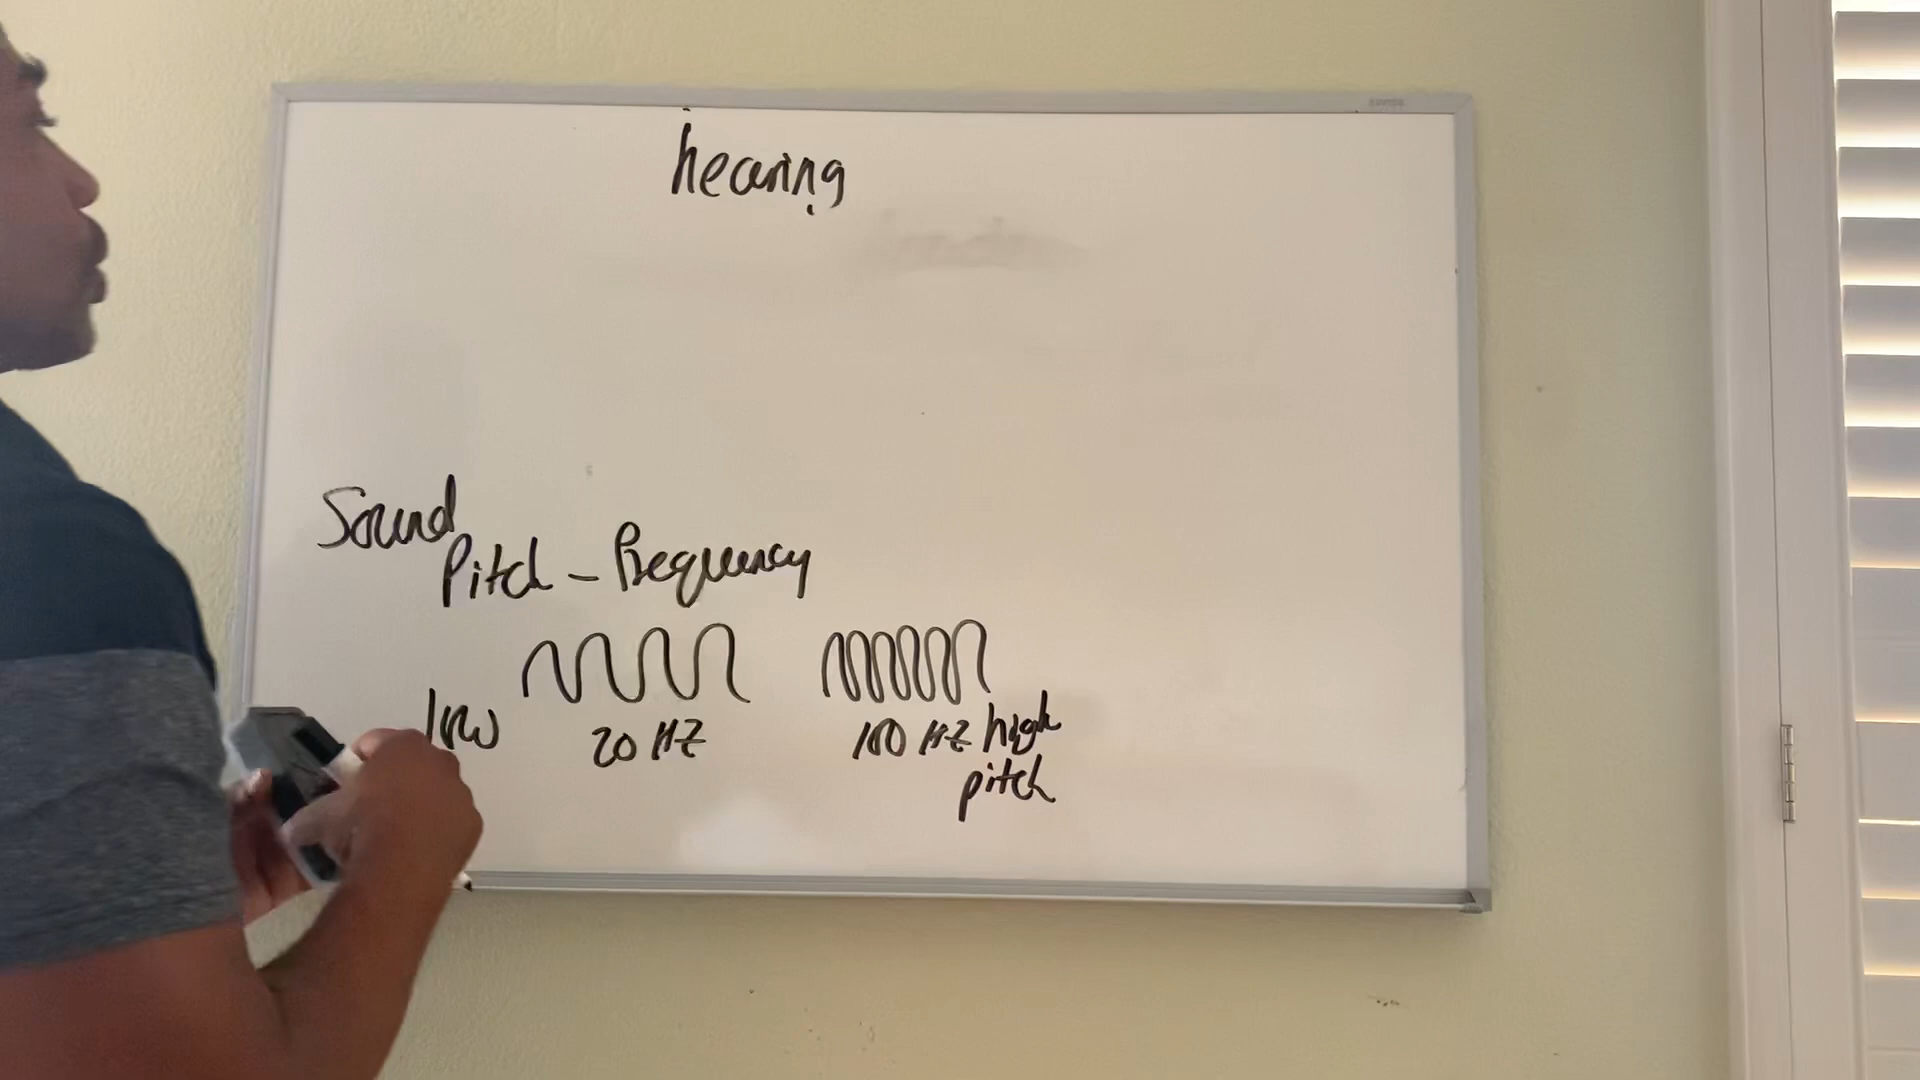 hearing
Sound
Pitch - Frequency
low 20 HZ 100 HZ high
pitch